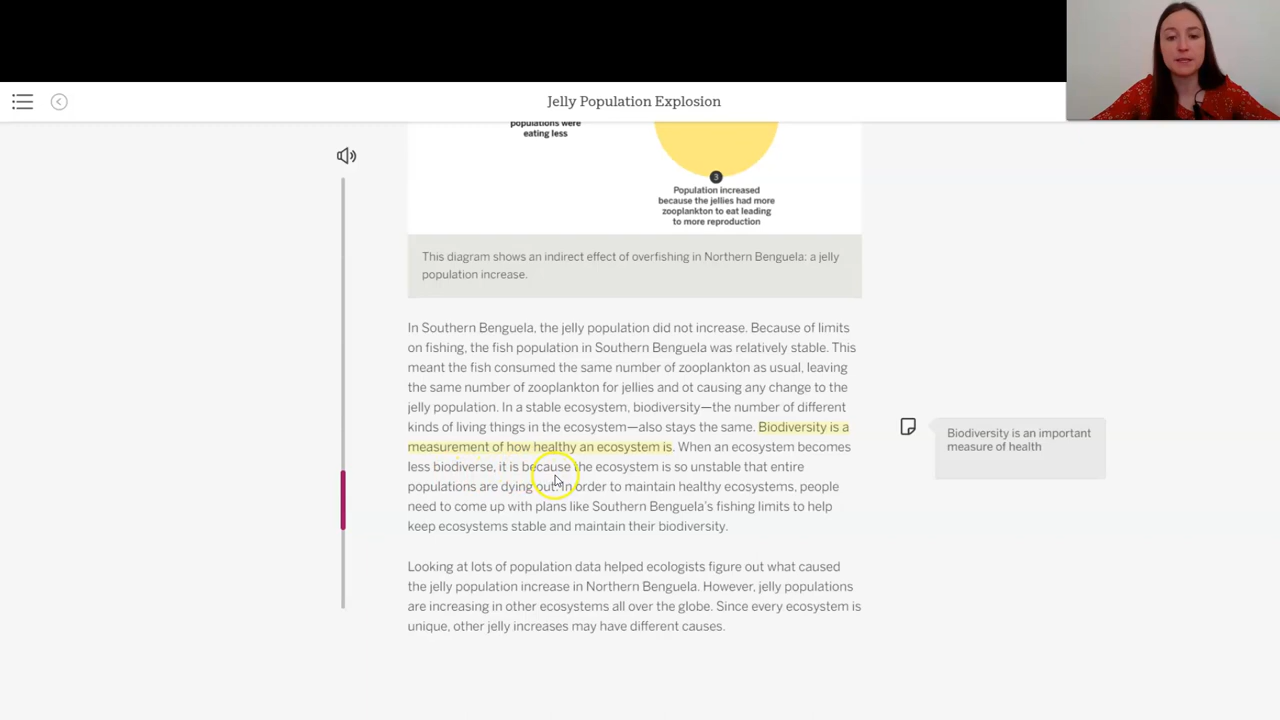 Jelly Population Explosion
populations were
eating less
3
Population increased
because the jellies had more
zooplankton to eat leading
to more reproduction
This diagram shows an indirect effect of overfishing in Northern Benguela: a jelly
population increase.
In Southern Benguela, the jelly population did not increase. Because of limits
on fishing, the fish population in Southern Benguela was relatively stable. This
meant the fish consumed the same number of zooplankton as usual, leaving
the same number of zooplankton for jellies and ot causing any change to the
jelly population. In a stable ecosystem, biodiversity—the number of different
kinds of living things in the ecosystem—also stays the same. Biodiversity is a
measurement of how healthy an ecosystem is. When an ecosystem becomes
less biodiverse, it is because the ecosystem is so unstable that entire
populations are dying out. In order to maintain healthy ecosystems, people
need to come up with plans like Southern Benguela's fishing limits to help
keep ecosystems stable and maintain their biodiversity.
Looking at lots of population data helped ecologists figure out what caused
the jelly population increase in Northern Benguela. However, jelly populations
are increasing in other ecosystems all over the globe. Since every ecosystem is
unique, other jelly increases may have different causes.
Biodiversity is an important
measure of health